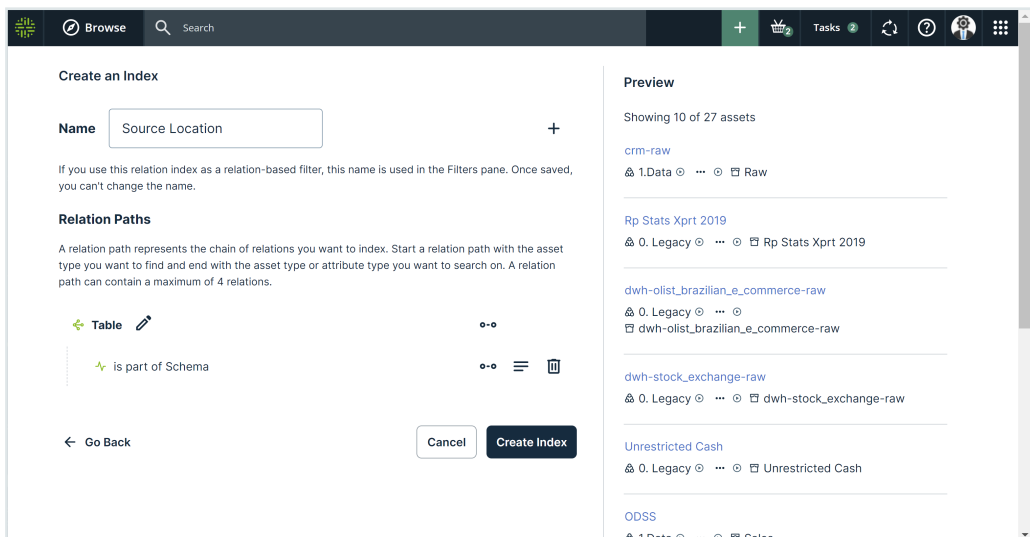 Browse
Search
2
Tasks 2
Create an Index
Name
Source Location
If you use this relation index as a relation-based filter, this name is used in the Filters pane. Once saved,
you can't change the name.
Relation Paths
A relation path represents the chain of relations you want to index. Start a relation path with the asset
type you want to find and end with the asset type or attribute type you want to search on. A relation
path can contain a maximum of 4 relations.
Table
is part of Schema
Go Back
Cancel
Create Index
Preview
Showing 10 of 27 assets
crm-raw
1.Data ··· Raw
Rp Stats Xprt 2019
0. Legacy ··· Rp Stats Xprt 2019
dwh-olist_brazilian_e_commerce-raw
0. Legacy ···
dwh-olist_brazilian_e_commerce-raw
dwh-stock_exchange-raw
0. Legacy ··· dwh-stock_exchange-raw
Unrestricted Cash
0. Legacy ··· Unrestricted Cash
ODSS